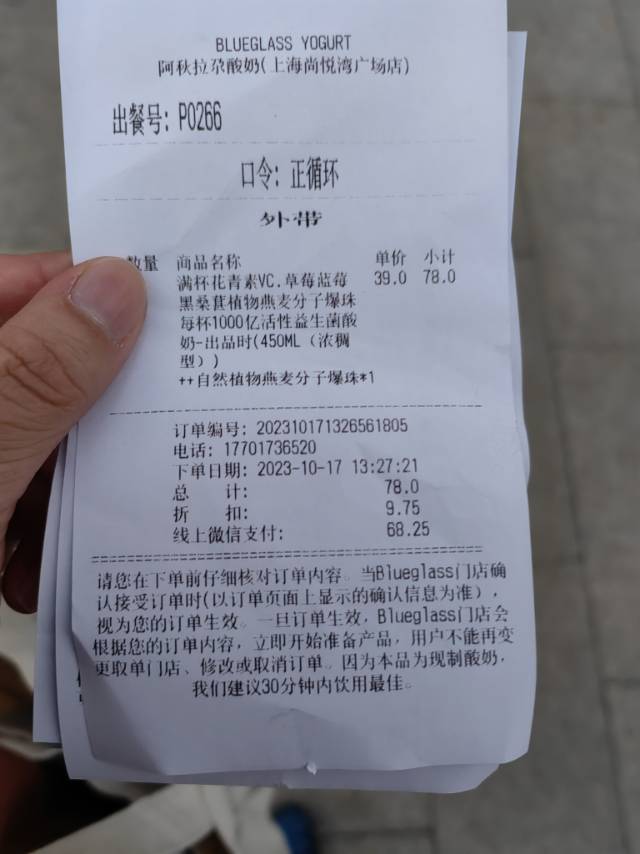 BLUEGLASS YOGURT
阿秋拉尕酸奶(上海尚悦湾广场店)
出餐号: P0266
口令: 正循环
外带
数量 商品名称 单价 小计
满杯花青素VC.草莓蓝莓 39.0 78.0
黑桑葚植物燕麦分子爆珠
每杯1000亿活性益生菌酸
奶-出品时(450ML（浓稠
型）)
++自然植物燕麦分子爆珠*1
订单编号: 202310171326561805
电话: 17701736520
下单日期: 2023-10-17 13:27:21
总 计: 78.0
折 扣: 9.75
线上微信支付: 68.25
请您在下单前仔细核对订单内容。当Blueglass门店确
认接受订单时(以订单页面上显示的确认信息为准),
视为您的订单生效。一旦订单生效, Blueglass门店会
根据您的订单内容, 立即开始准备产品, 用户不能再变
更取单门店、修改或取消订单。因为本品为现制酸奶,
我们建议30分钟内饮用最佳。